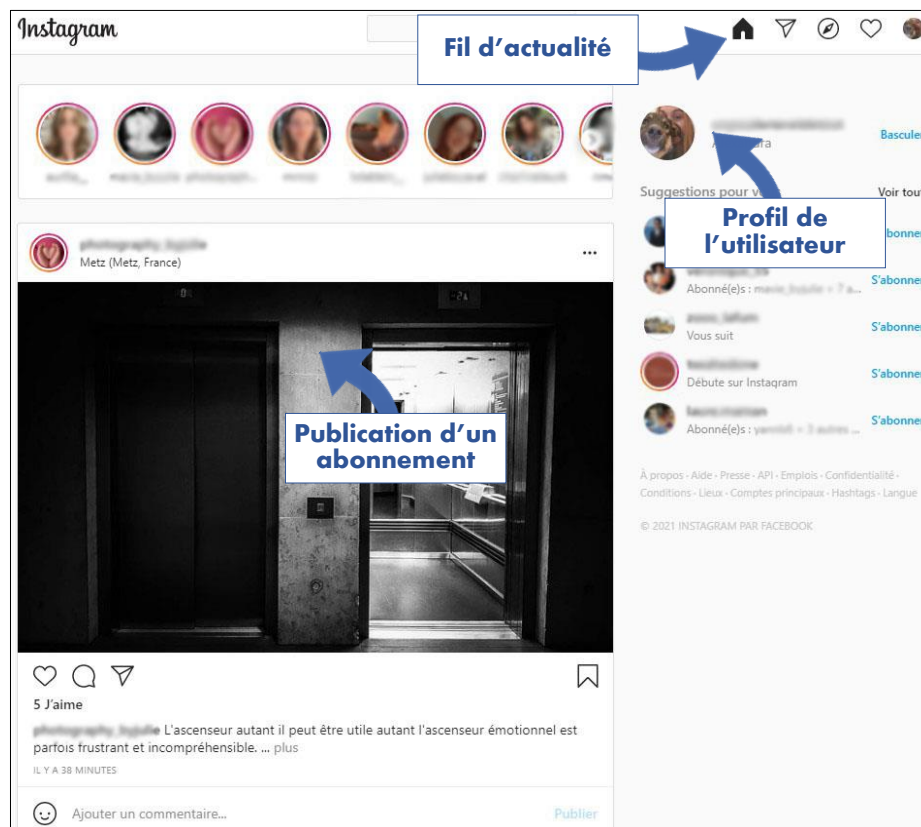 Instagram
Fil d'actualité
Basculer
Suggestions pour v
Voir tout
Profil de
l'utilisateur
Metz (Metz, France)
Abonné(e)s :
S'abonner
Vous suit
S'abonner
Débute sur Instagram
S'abonner
Abonné(e)s :
S'abonner
Publication d'un
abonnement
À propos · Aide · Presse · API · Emplois · Confidentialité ·
Conditions · Lieux · Comptes principaux · Hashtags · Langue
© 2021 INSTAGRAM PAR FACEBOOK
5 J'aime
L'ascenseur autant il peut être utile autant l'ascenseur émotionnel est
parfois frustrant et incompréhensible. ... plus
IL Y A 38 MINUTES
Ajouter un commentaire...
Publier